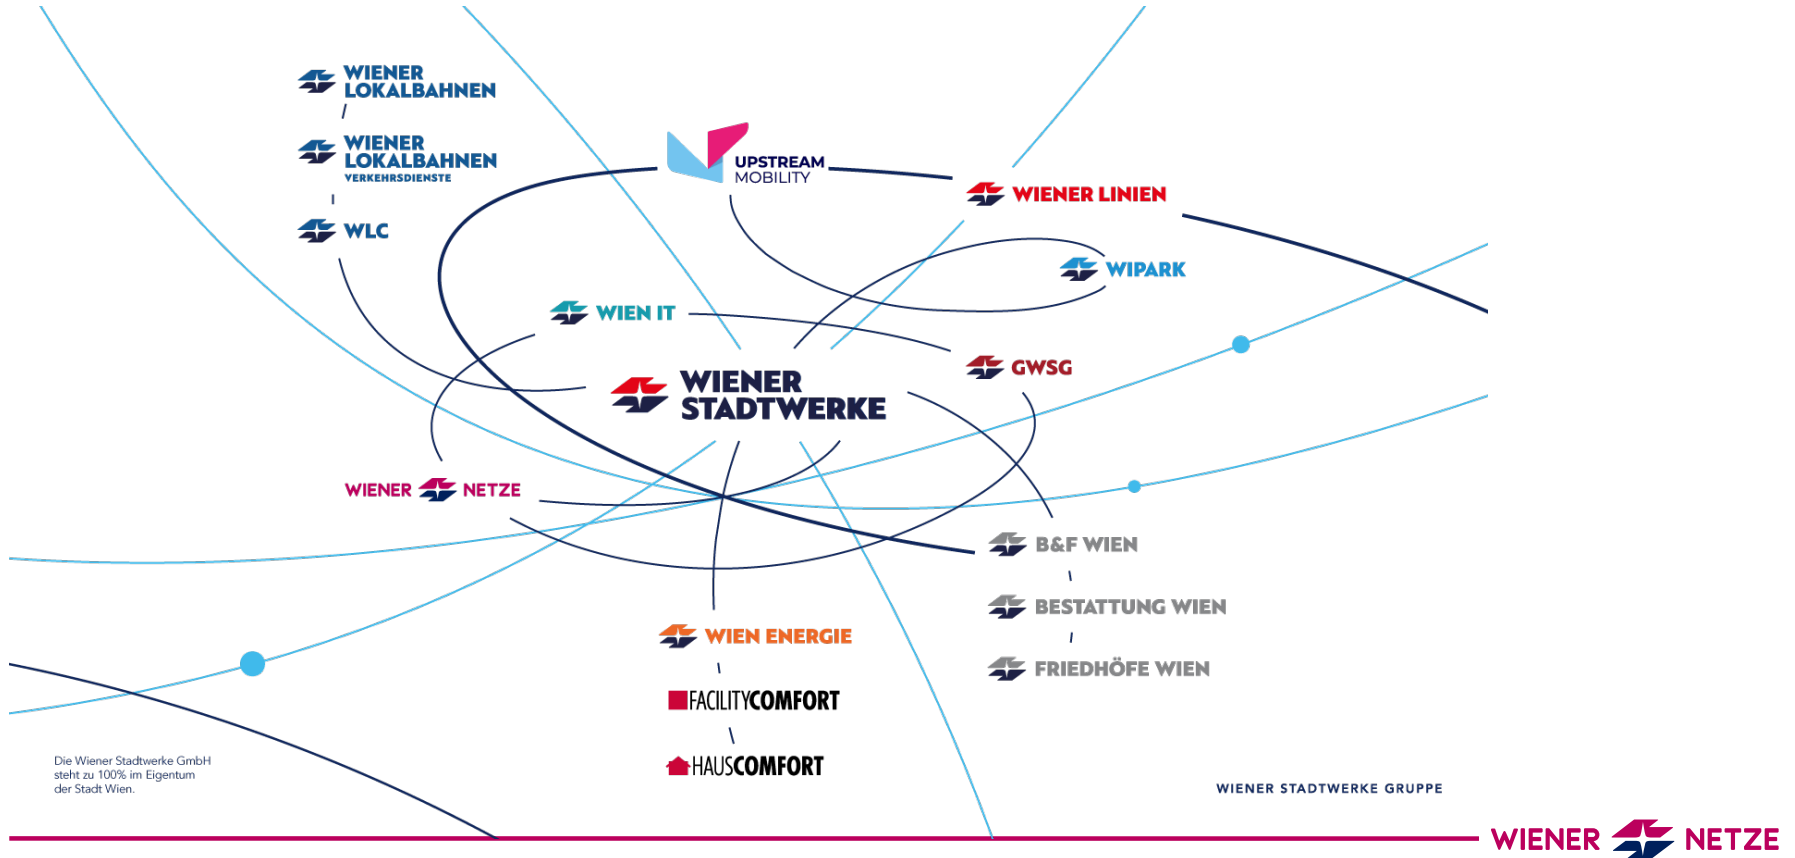 WIENER
LOKALBAHNEN
WIENER
LOKALBAHNEN
VERKEHRSDIENSTE
WLC
UPSTREAM
MOBILITY
WIENER LINIEN
WIPARK
WIEN IT
GWSG
WIENER
STADTWERKE
WIENER NETZE
B&F WIEN
BESTATTUNG WIEN
FRIEDHÖFE WIEN
WIEN ENERGIE
FACILITYCOMFORT
HAUSCOMFORT
Die Wiener Stadtwerke GmbH
steht zu 100% im Eigentum
der Stadt Wien.
WIENER STADTWERKE GRUPPE
WIENER NETZE